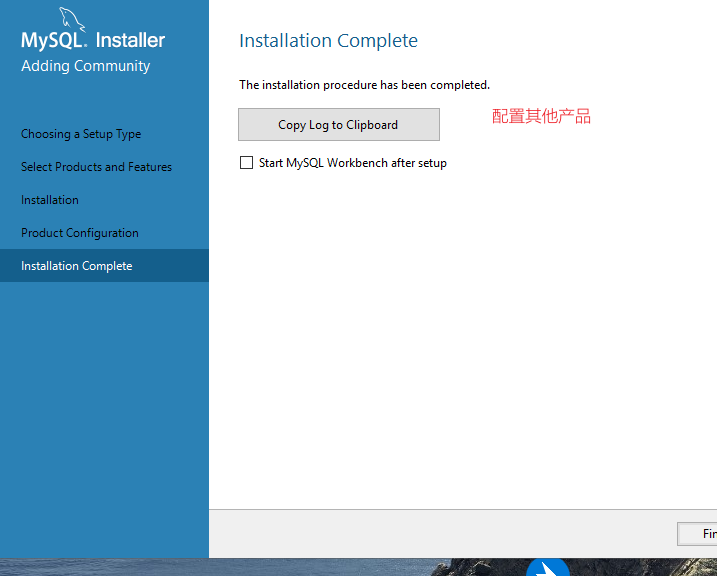 MySQL. Installer
Adding Community
Choosing a Setup Type
Select Products and Features
Installation
Product Configuration
Installation Complete
Installation Complete
The installation procedure has been completed.
Copy Log to Clipboard
配置其他产品
Start MySQL Workbench after setup